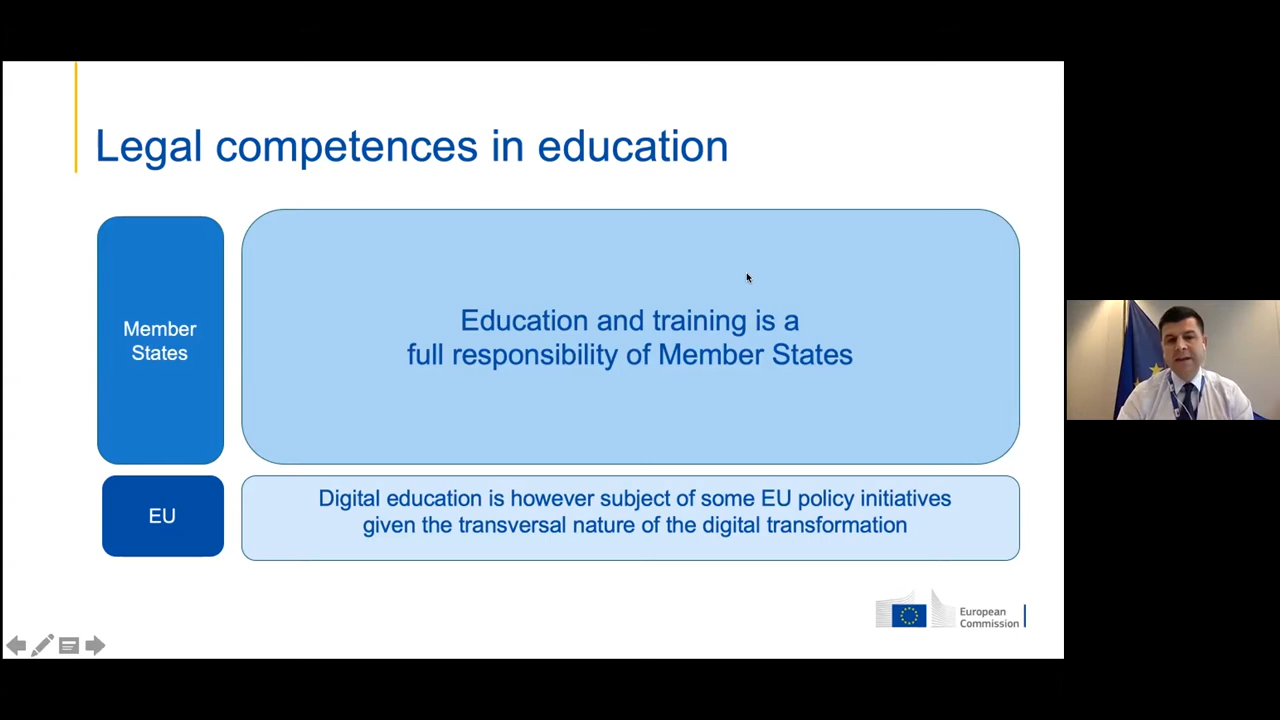 Legal competences in education
Member
States
Education and training is a
full responsibility of Member States
EU
Digital education is however subject of some EU policy initiatives
given the transversal nature of the digital transformation
European
Commission